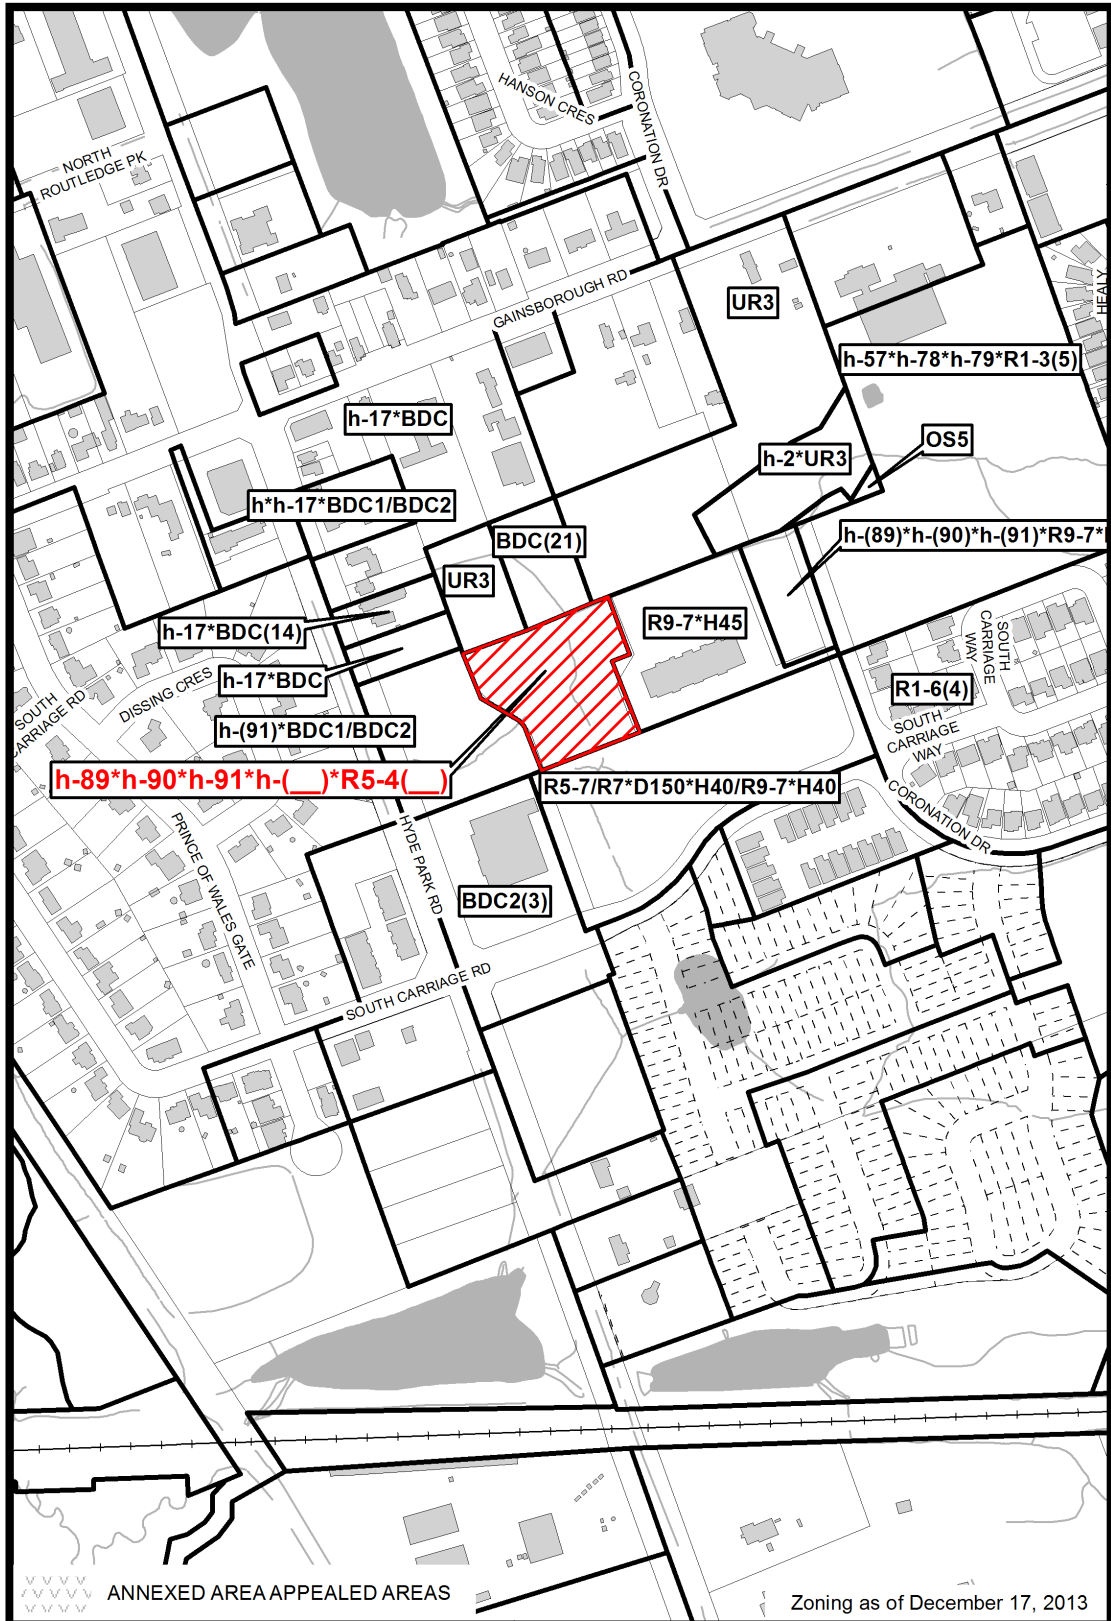 HANSON CRES
CORONATION DR
NORTH
ROUTLEDGE PK
HEALY
GAINSBOROUGH RD
UR3
h-57*h-78*h-79*R1-3(5)
h-17*BDC
OS5
h-2*UR3
h*h-17*BDC1/BDC2
h-(89)*h-(90)*h-(91)*R9-7*
BDC(21)
UR3
R9-7*H45
h-17*BDC(14)
SOUTH
CARRIAGE
WAY
h-17*BDC
DISSING CRES
R1-6(4)
SOUTH
CARRIAGE RD
SOUTH
CARRIAGE
WAY
h-(91)*BDC1/BDC2
h-89*h-90*h-91*h-(__)*R5-4(__)
R5-7/R7*D150*H40/R9-7*H40
CORONATION DR
PRINCE OF WALES GATE
HYDE PARK RD
BDC2(3)
SOUTH CARRIAGE RD
ANNEXED AREA APPEALED AREAS
Zoning as of December 17, 2013